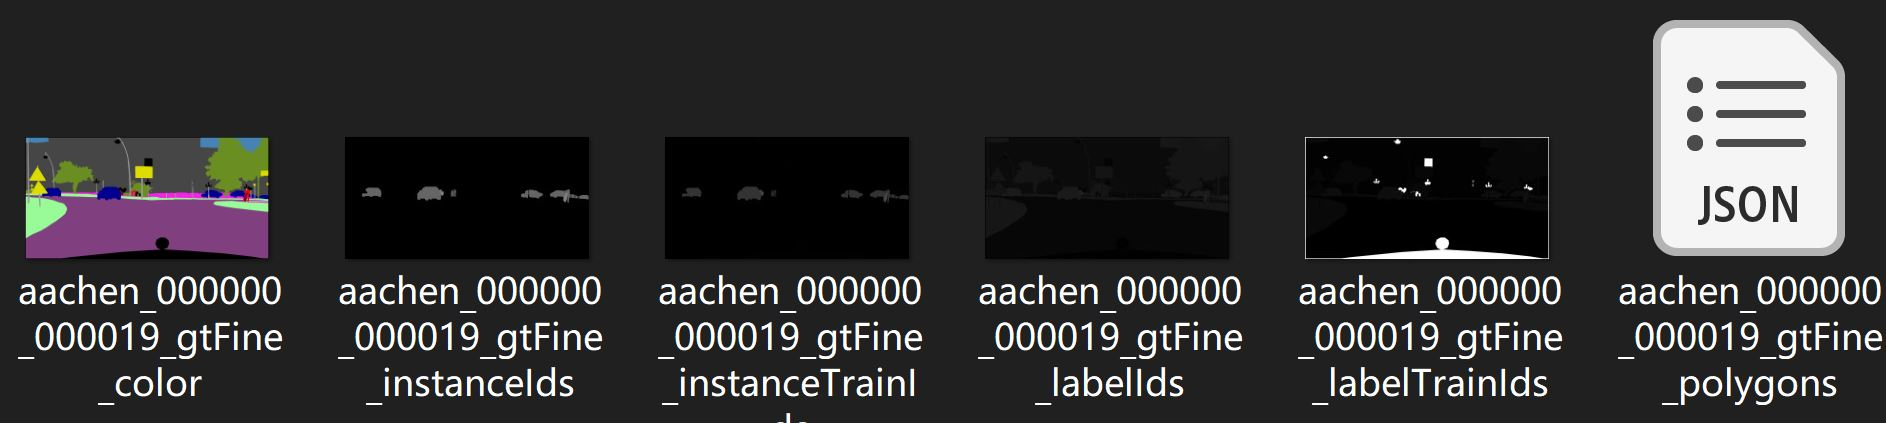 JSON
aachen_000000
_000019_gtFine
_color
aachen_000000
_000019_gtFine
_instanceIds
aachen_000000
_000019_gtFine
_instanceTrainI
ds
aachen_000000
_000019_gtFine
_labelIds
aachen_000000
_000019_gtFine
_labelTrainIds
aachen_000000
_000019_gtFine
_polygons